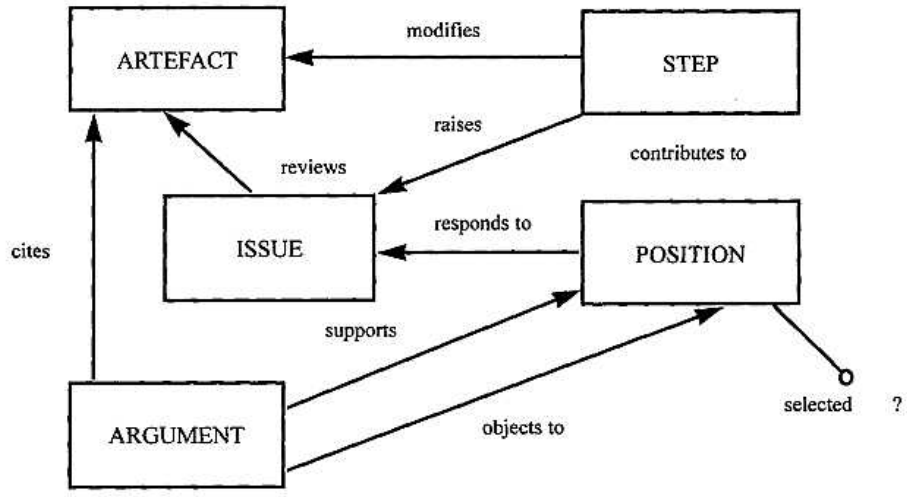 modifies
ARTEFACT
STEP
raises
contributes to
reviews
responds to
cites
ISSUE
POSITION
supports
selected ?
objects to
ARGUMENT